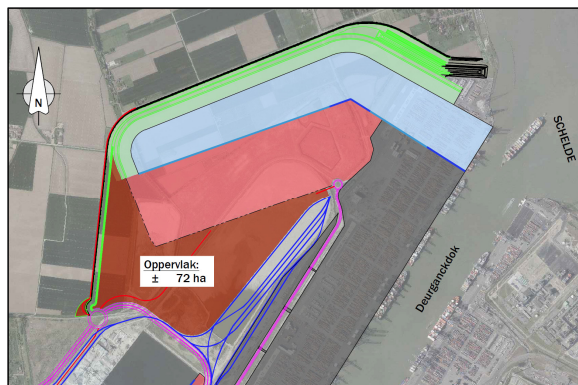 N
SCHELDE
Oppervlak:
± 72 ha
Deurganckdok